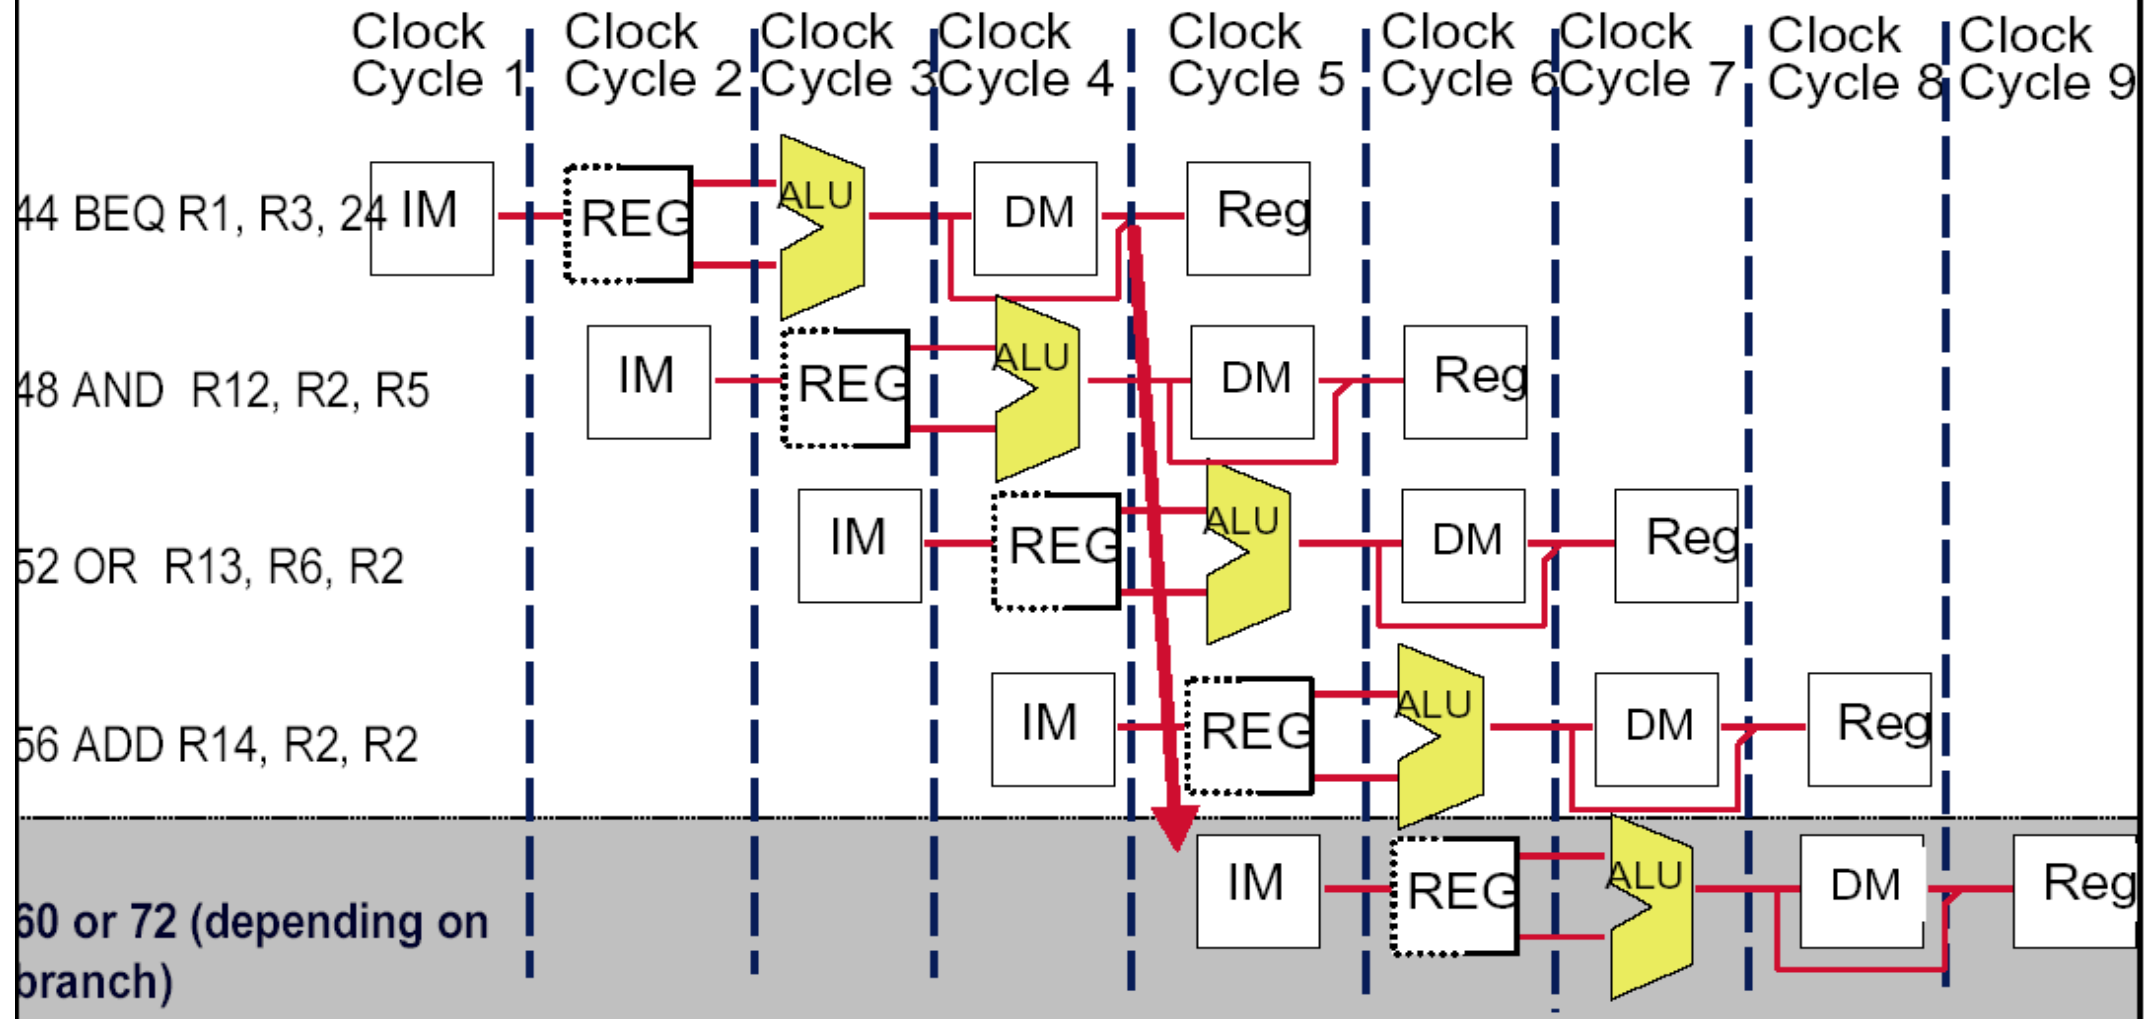 Clock Clock Clock Clock Clock Clock Clock Clock Clock
Cycle 1 Cycle 2 Cycle 3 Cycle 4 Cycle 5 Cycle 6 Cycle 7 Cycle 8 Cycle 9
44 BEQ R1, R3, 24 IM REG ALU DM Reg
48 AND R12, R2, R5 IM REG ALU DM Reg
52 OR R13, R6, R2 IM REG ALU DM Reg
56 ADD R14, R2, R2 IM REG ALU DM Reg
IM REG ALU DM Reg
60 or 72 (depending on
branch)